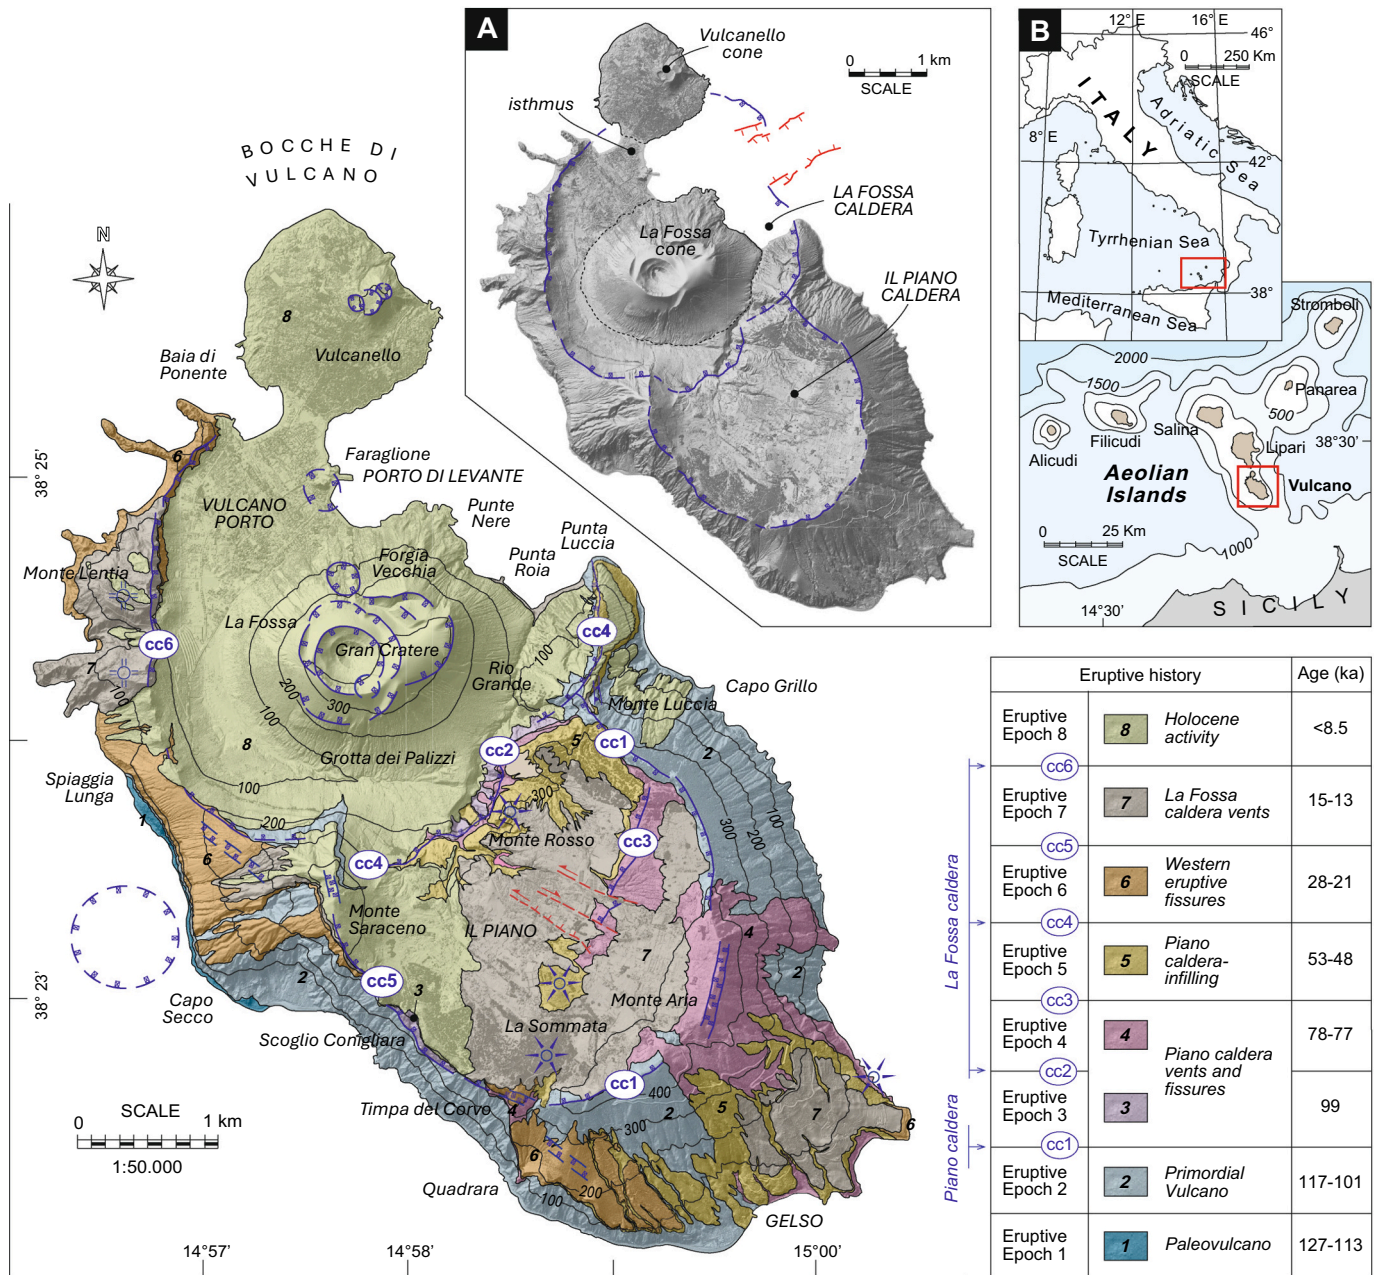 A
Vulcanello
cone
0 1 km
SCALE
isthmus
LA FOSSA
CALDERA
La Fossa
cone
IL PIANO
CALDERA
B
12° E 16° E
46°
0 250 Km
SCALE
ITALY
Adriatic Sea
8° E
42°
Tyrrhenian Sea
38°
Mediterranean Sea
Stromboli
2000
1500
Panarea
500
Salina
Filicudi
Lipari
38°30'
Alicudi
Aeolian
Islands
Vulcano
0 25 Km
SCALE
1000
14°30'
SICILY
BOCCHE DI
VULCANO
N
8
Vulcanello
Baia di
Ponente
6
Faraglione
PORTO DI LEVANTE
38° 25'
VULCANO
PORTO
Punte
Nere
Punta
Luccia
Punta
Roia
Forgia
Vecchia
Monte Lentia
La Fossa
cc4
cc6
Gran Cratere
100
7
100
Rio
Grande
200
300
100
Monte Luccia
Capo Grillo
8
Grotta dei Palizzi
cc2
5
cc1
2
Spiaggia
Lunga
100
300
100
200
300
1
200
Monte Rosso
cc3
6
cc4
Monte
Saraceno
IL PIANO
4
7
2
2
cc5
38° 23'
Capo
Secco
3
Monte Aria
La Sommata
Scoglio Conigliara
cc1
400
Timpa del Corvo
4
2
5
7
6
300
SCALE
0 1 km
1:50.000
6
Quadrara
100
200
GELSO
14°57' 14°58' 15°00'
Eruptive history Age (ka)
Eruptive
Epoch 8
8
Holocene
activity
<8.5
cc6
Eruptive
Epoch 7
7
La Fossa
caldera vents
15-13
cc5
Eruptive
Epoch 6
6
Western
eruptive
fissures
28-21
cc4
Eruptive
Epoch 5
5
Piano
caldera-
infilling
53-48
cc3
Eruptive
Epoch 4
4
78-77
Piano caldera
vents and
fissures
cc2
Eruptive
Epoch 3
3
99
cc1
Eruptive
Epoch 2
2
Primordial
Vulcano
117-101
Eruptive
Epoch 1
1
Paleovulcano
127-113
La Fossa caldera
Piano caldera